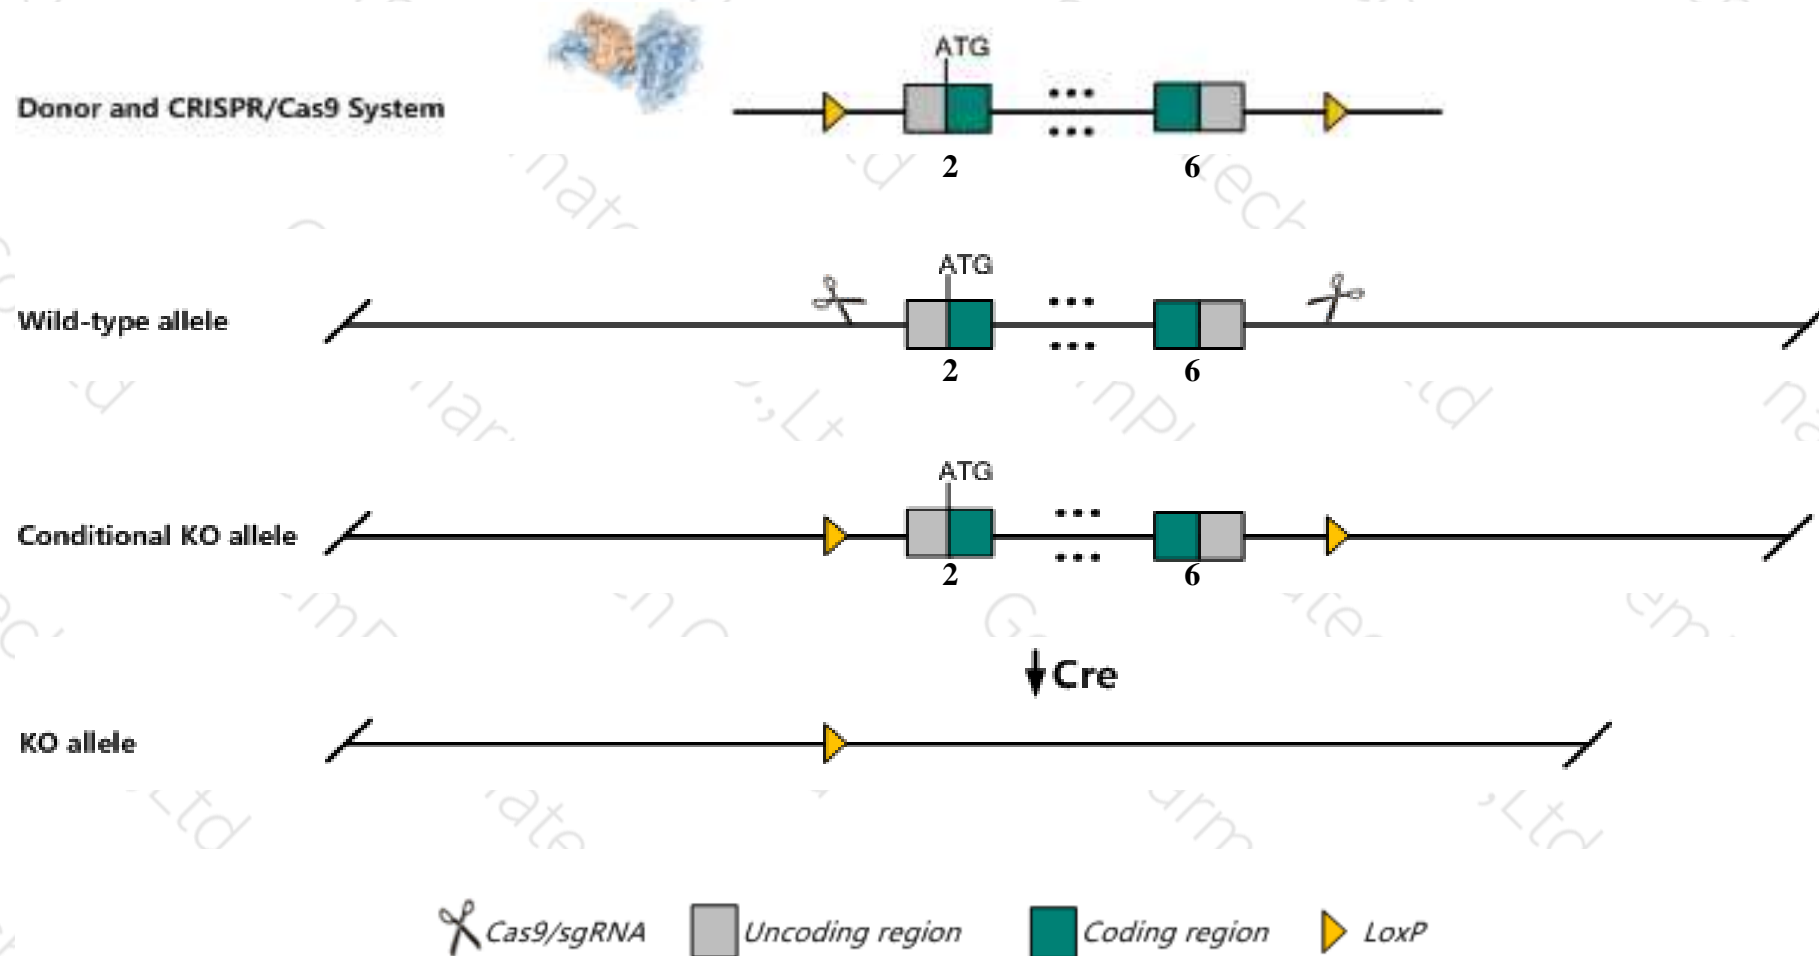 ATG
Donor and CRISPR/Cas9 System
2 6
ATG
Wild-type allele
2 6
ATG
Conditional KO allele
2 6
Cre
KO allele
Cas9/sgRNA Uncoding region Coding region LoxP